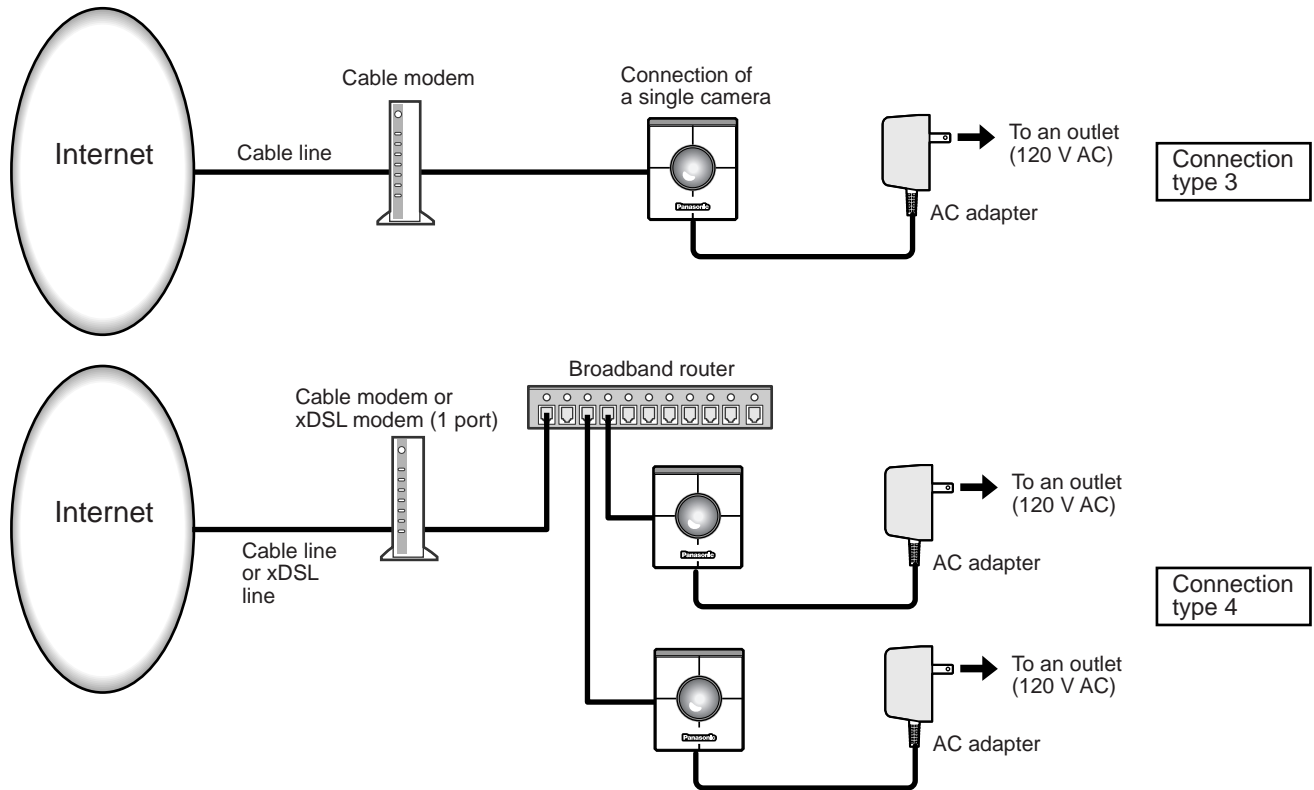 Cable modem
Connection of
a single camera
Internet
Cable line
Panasonic
To an outlet
(120 V AC)
AC adapter
Connection
type 3
Broadband router
Cable modem or
xDSL modem (1 port)
Internet
Cable line
or xDSL
line
Panasonic
To an outlet
(120 V AC)
AC adapter
Connection
type 4
Panasonic
To an outlet
(120 V AC)
AC adapter